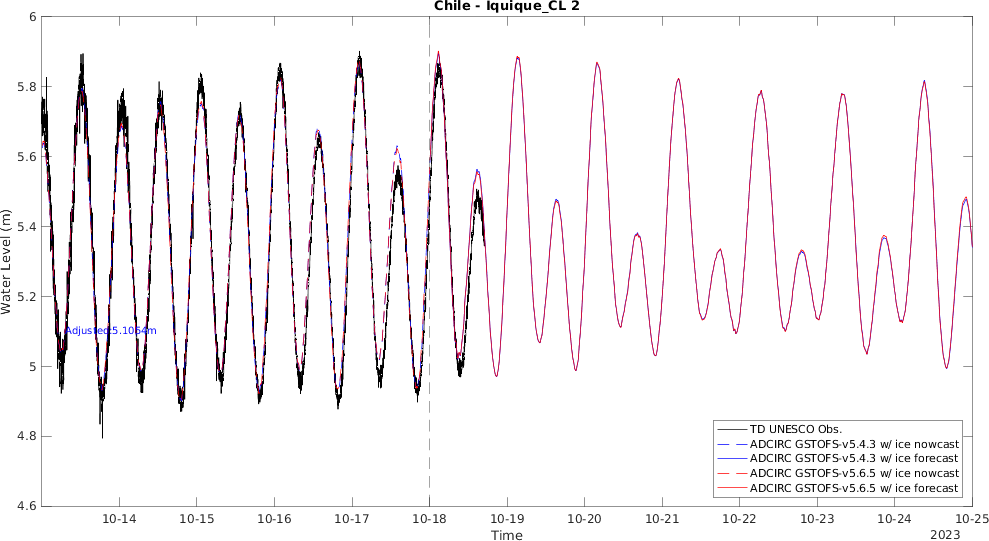 Chile - Iquique_CL 2
6
5.8
5.6
5.4
5.2
5
4.8
4.6
Water Level (m)
Adjusted:5.1064m
TD UNESCO Obs.
ADCIRC GSTOFS-v5.4.3 w/ ice nowcast
ADCIRC GSTOFS-v5.4.3 w/ ice forecast
ADCIRC GSTOFS-v5.6.5 w/ ice nowcast
ADCIRC GSTOFS-v5.6.5 w/ ice forecast
10-14 10-15 10-16 10-17 10-18 10-19 10-20 10-21 10-22 10-23 10-24 10-25
Time
2023